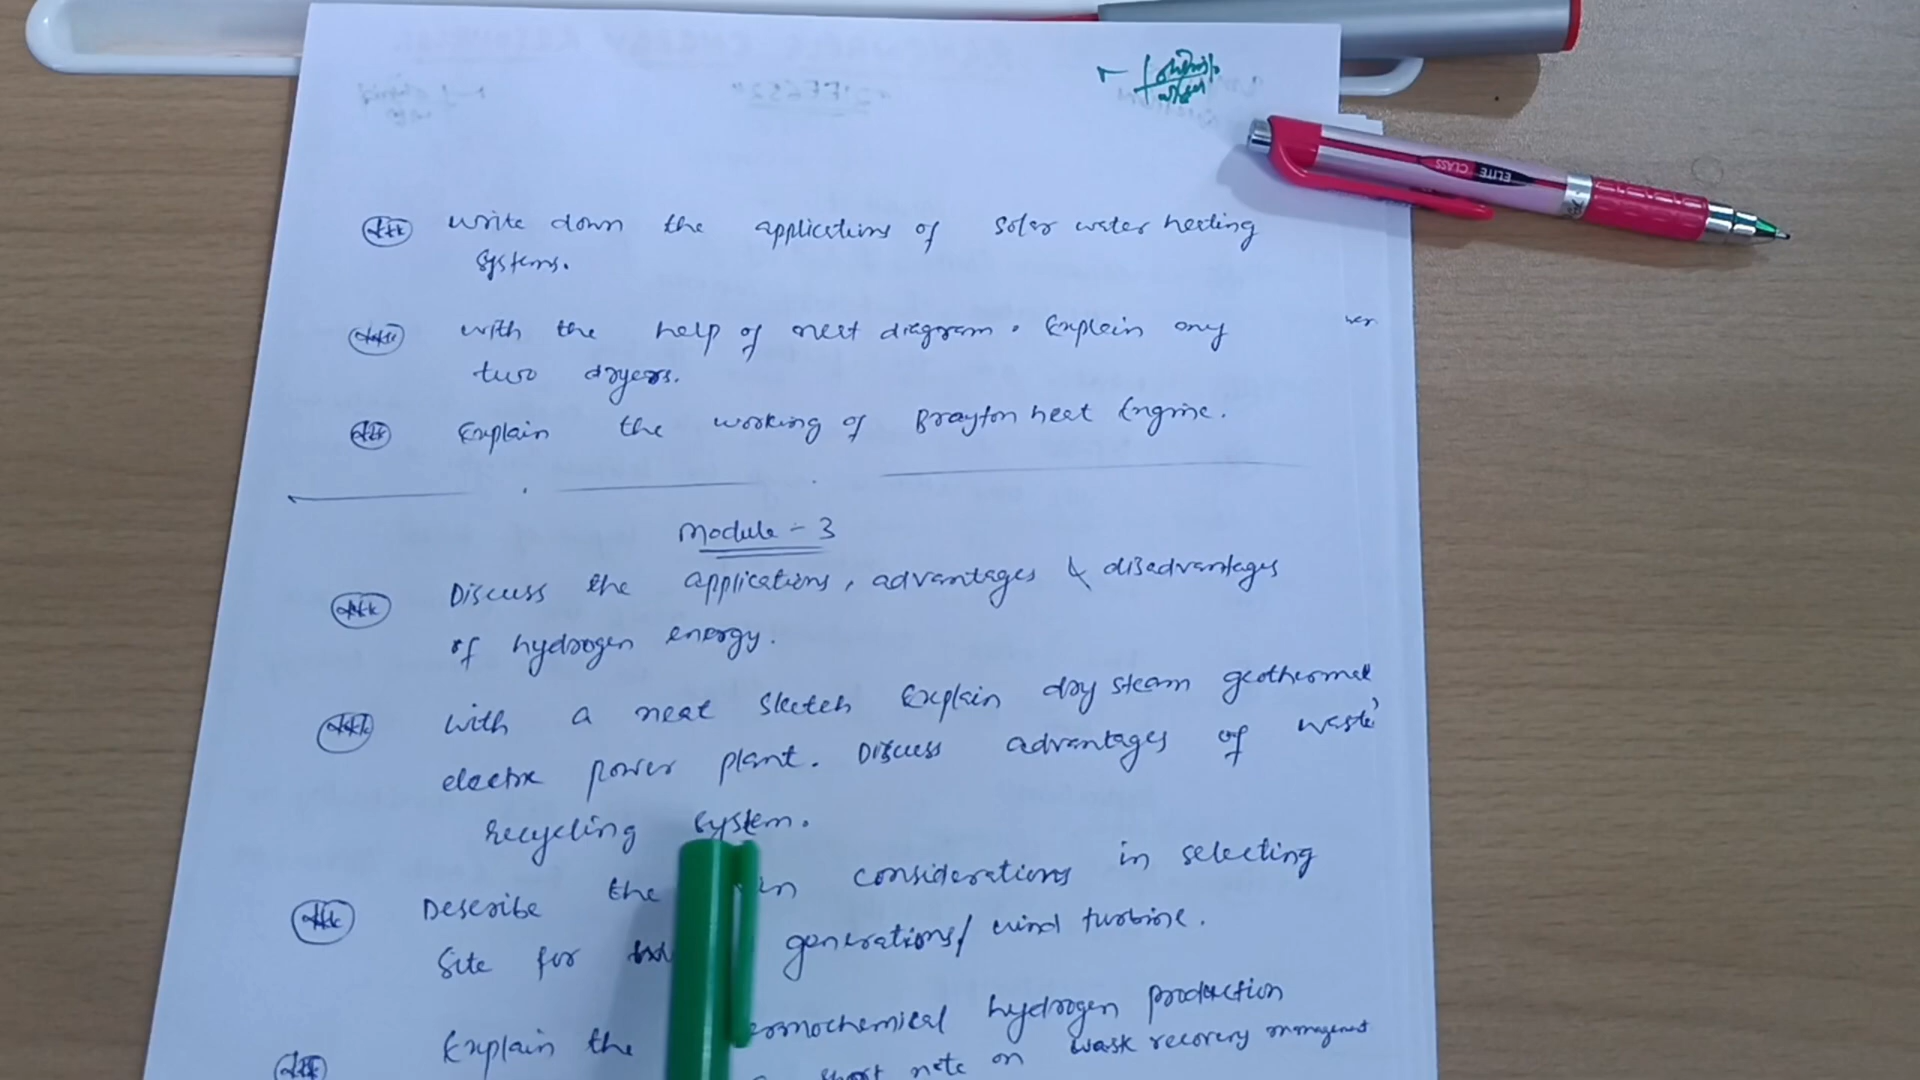 write down the applications of solar water heating
systems.
with the help of neat diagram. Explain any
two dryers.
Explain the working of Brayton heat Engine.
Module - 3
Discuss the applications, advantages & disadvantages
of hydrogen energy.
with a neat sketch Explain dry steam geothermal
electric power plant. Discuss advantages of waste
recycling system.
Describe the considerations in selecting
Site for generations/ wind turbine.
Explain the hydrogen production
short note on waste recovery management
ELITE CLASS